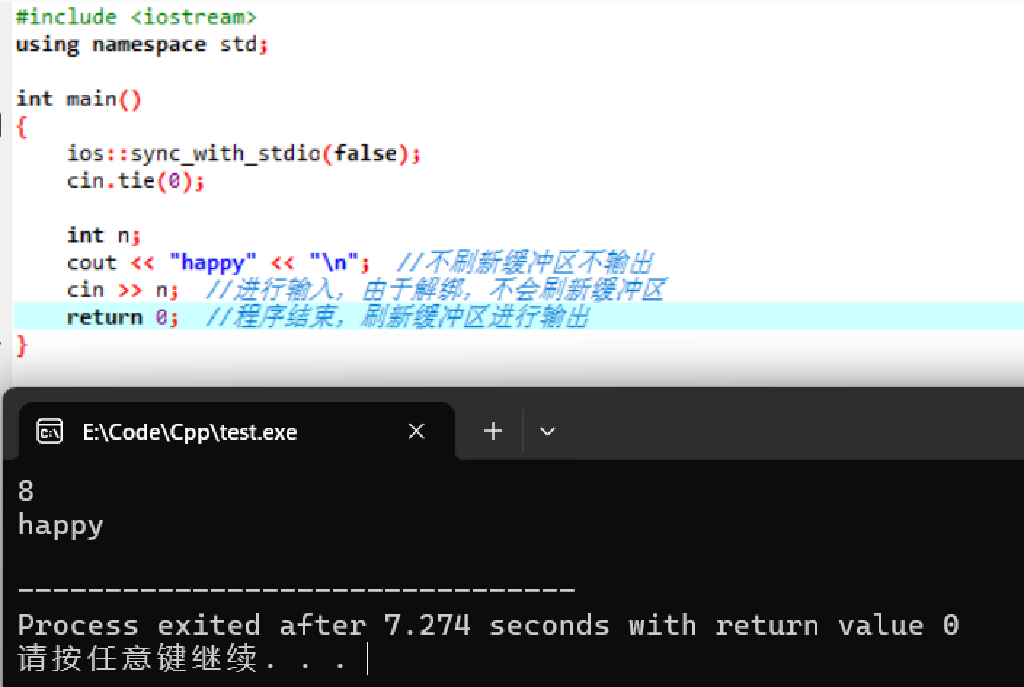 #include <iostream>
using namespace std;
int main()
{
ios::sync_with_stdio(false);
cin.tie(0);
int n;
cout << "happy" << "\n"; //不刷新缓冲区不输出
cin >> n; //进行输入，由于解绑，不会刷新缓冲区
return 0; //程序结束，刷新缓冲区进行输出
}
E:\Code\Cpp\test.exe
8
happy
--------------------------------
Process exited after 7.274 seconds with return value 0
请按任意键继续. . .